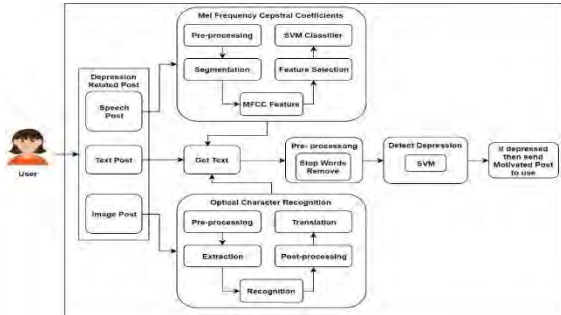 Mel Frequency Cepstral Coefficients
Pre-processing
SVM Classifier
Segmentation
Feature Selection
MFCC Feature
Depression
Related Post
Speech
Post
Text Post
Image Post
User
Get Text
Pre- processong
Stop Words
Remove
Detect Depression
SVM
If depressed
then send
Motivated Post
to use
Optical Character Recognition
Pre-processing
Translation
Extraction
Post-processing
Recognition